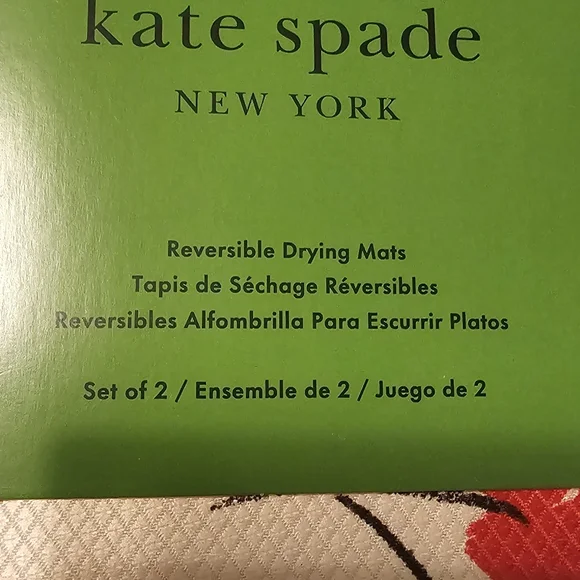 kate spade
NEW YORK
Reversible Drying Mats
Tapis de Séchage Réversibles
Reversibles Alfombrilla Para Escurrir Platos
Set of 2 / Ensemble de 2 / Juego de 2